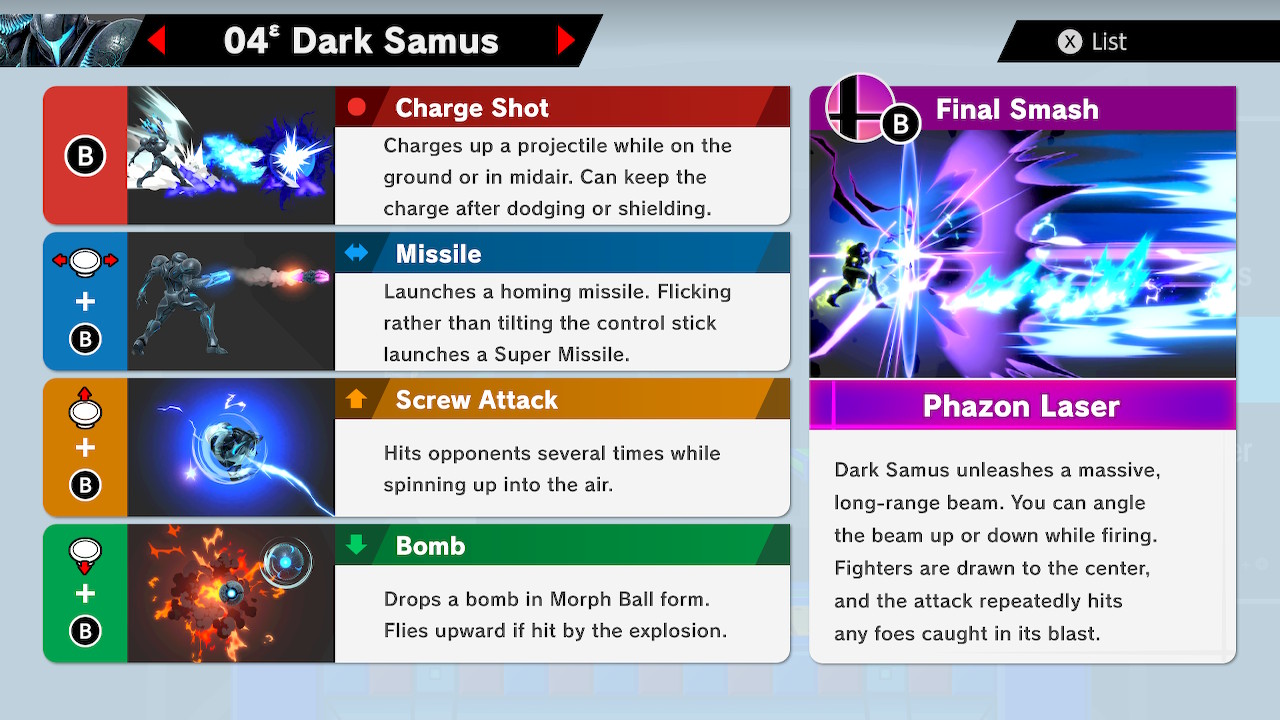 04ᵋ Dark Samus
X List
B
Charge Shot
Charges up a projectile while on the
ground or in midair. Can keep the
charge after dodging or shielding.
+
B
Missile
Launches a homing missile. Flicking
rather than tilting the control stick
launches a Super Missile.
+
B
Screw Attack
Hits opponents several times while
spinning up into the air.
+
B
Bomb
Drops a bomb in Morph Ball form.
Flies upward if hit by the explosion.
B
Final Smash
Phazon Laser
Dark Samus unleashes a massive,
long-range beam. You can angle
the beam up or down while firing.
Fighters are drawn to the center,
and the attack repeatedly hits
any foes caught in its blast.